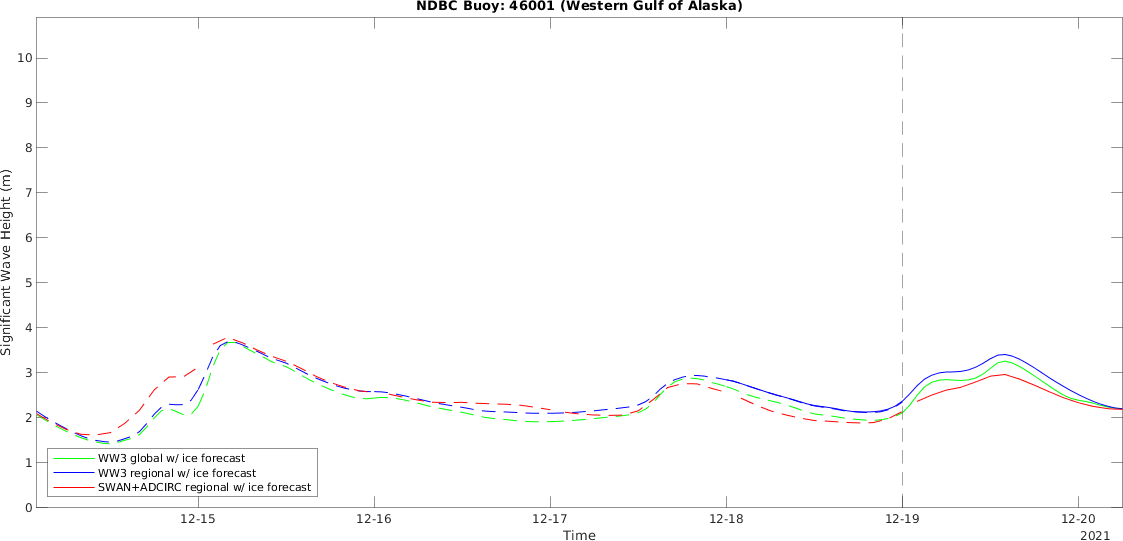 NDBC Buoy: 46001 (Western Gulf of Alaska)
10
9
8
7
6
5
4
3
2
1
0
Significant Wave Height (m)
WW3 global w/ ice forecast
WW3 regional w/ ice forecast
SWAN+ADCIRC regional w/ ice forecast
12-15 12-16 12-17 12-18 12-19 12-20
Time
2021